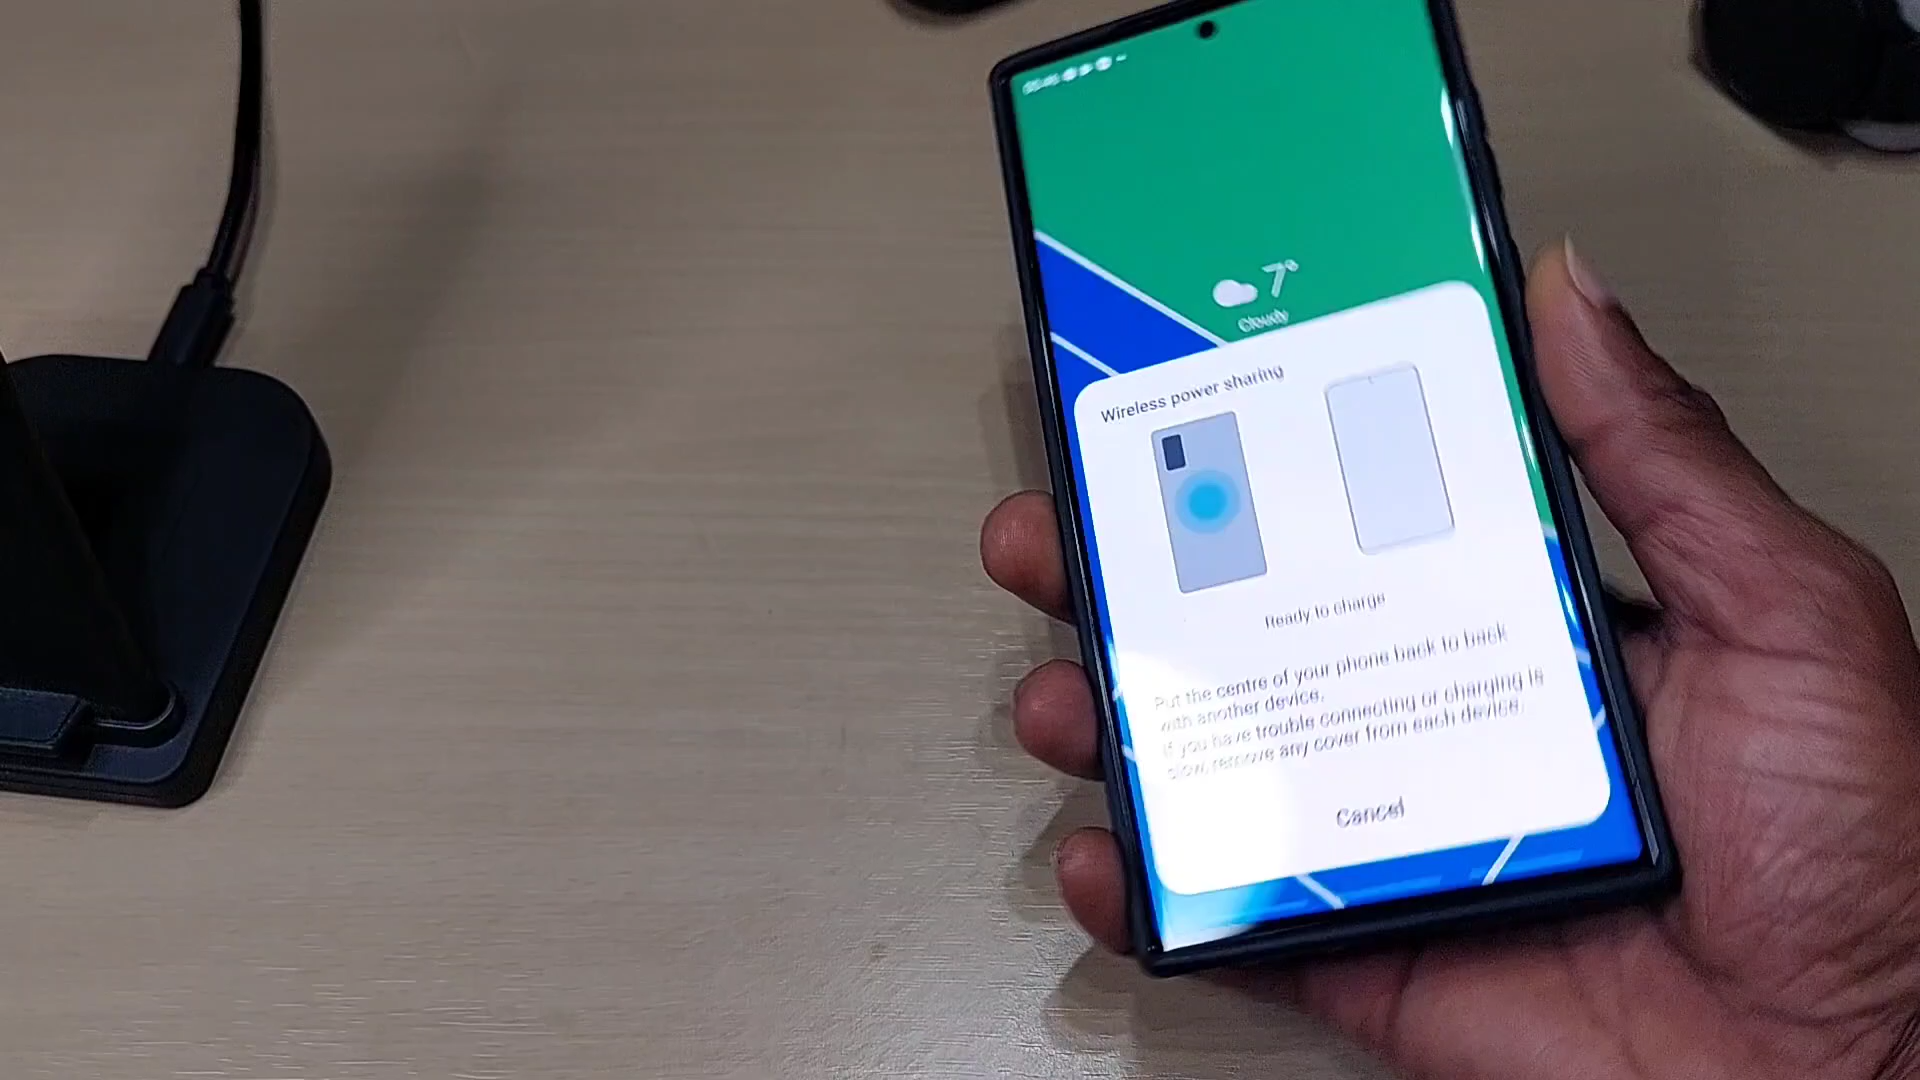 7°
Cloudy
Wireless power sharing
Ready to charge
Put the centre of your phone back to back
with another device.
If you have trouble connecting or charging is
slow, remove any cover from each device.
Cancel